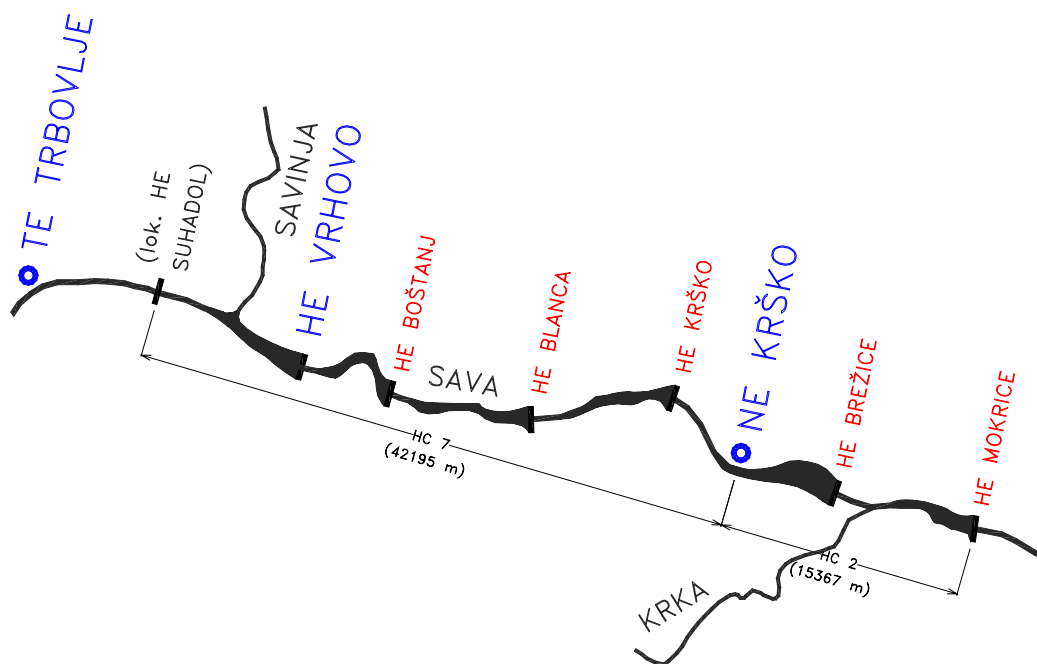 TE TRBOVLJE
(lok. HE
SUHADOL)
SAVINJA
HE VRHOVO
HE BOŠTANJ
SAVA
HE BLANCA
HE KRŠKO
NE KRŠKO
HE BREŽICE
HE MOKRICE
HC 7
(42195 m)
HC 2
(15367 m)
KRKA